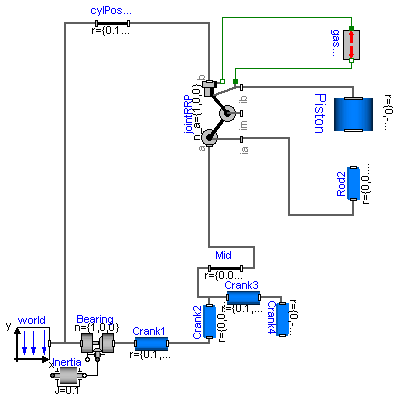 cylPos...
r={0.1...
gas...
b
jointRRP
n_a={1,0,0}
ib
im
ia
a
Piston
r={0,-...
Rod2
r={0,0...
Mid
r={0.0...
Crank3
r={0.1,...
Crank2
r={0,0...
Crank4
r={0,-...
world
y
x
Bearing
n={1,0,0}
Crank1
r={0.1,...
Inertia
J=0.1